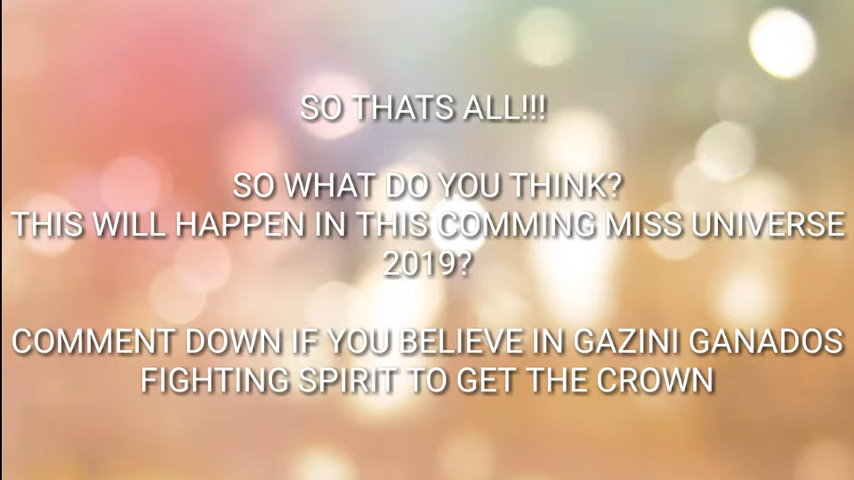 SO THATS ALL!!!
SO WHAT DO YOU THINK?
THIS WILL HAPPEN IN THIS COMMING MISS UNIVERSE
2019?
COMMENT DOWN IF YOU BELIEVE IN GAZINI GANADOS
FIGHTING SPIRIT TO GET THE CROWN